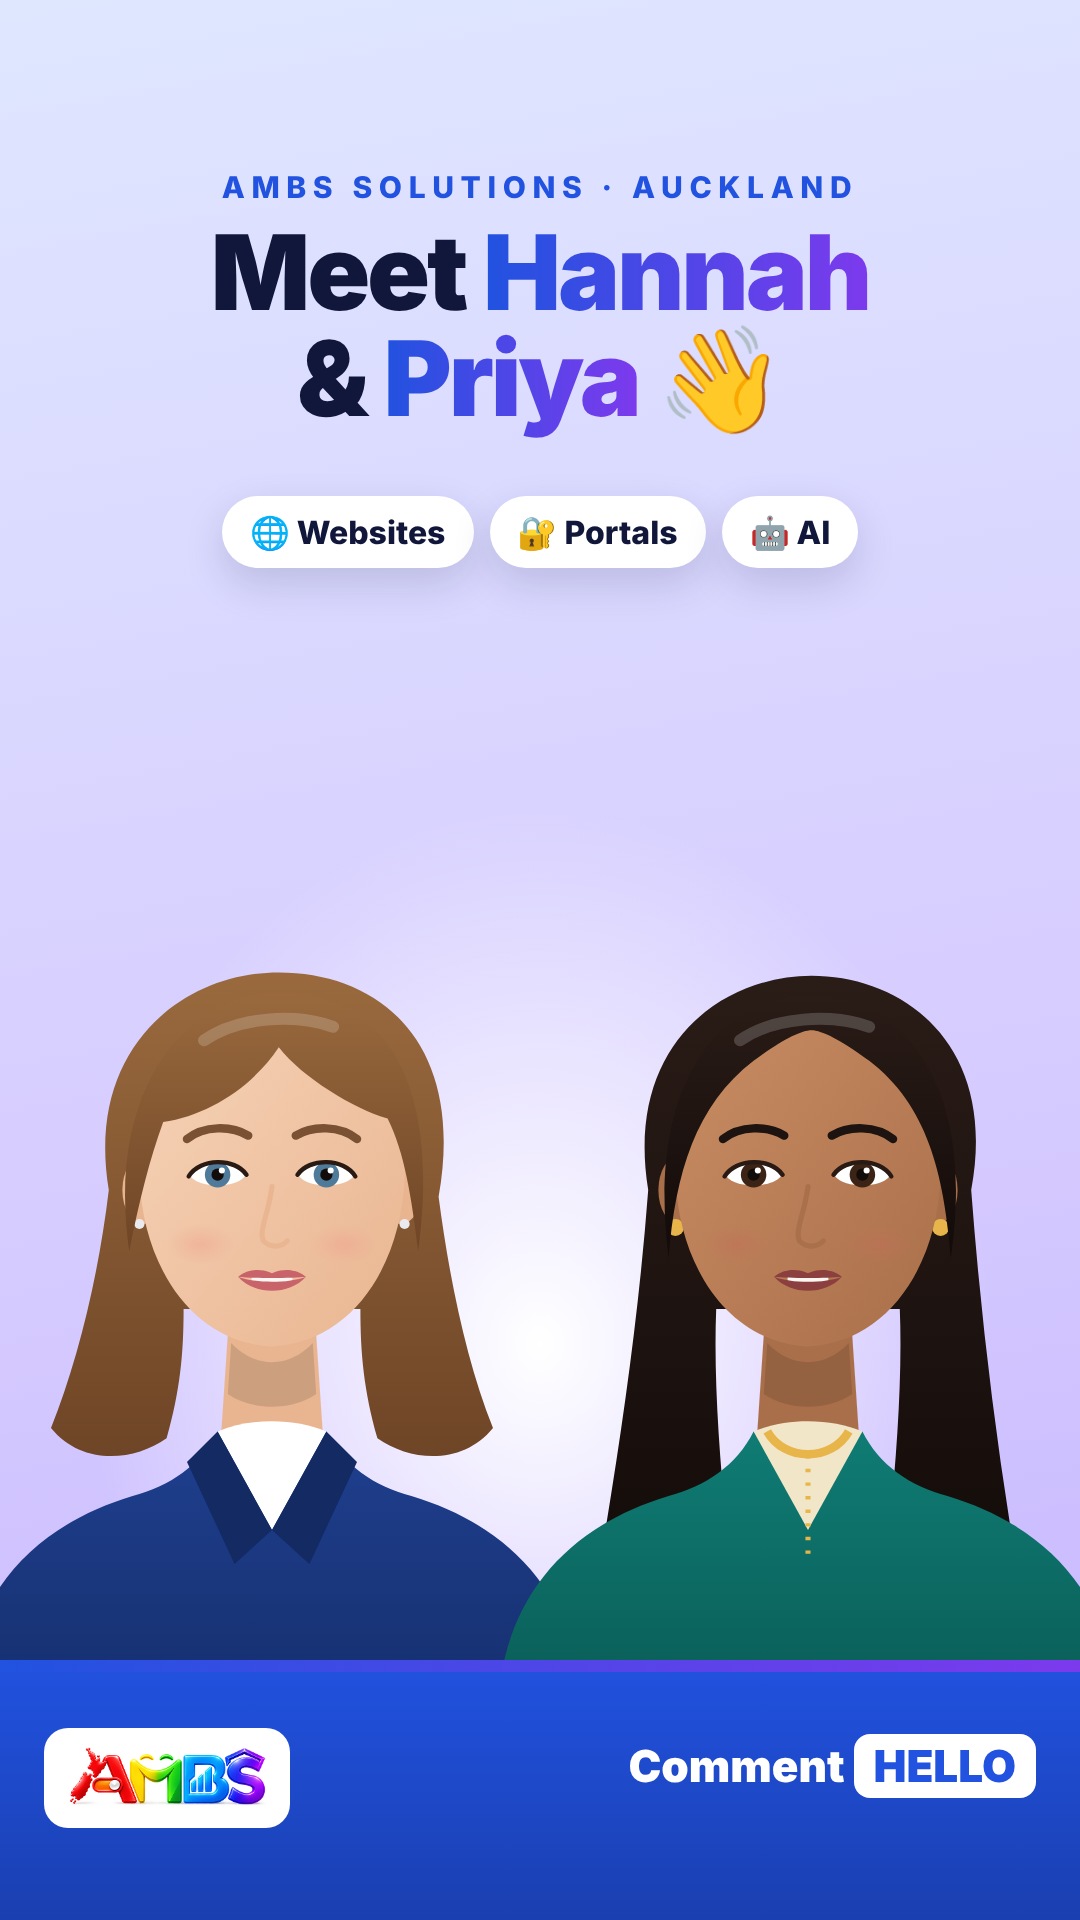 AMBS SOLUTIONS · AUCKLAND
Meet Hannah
& Priya 👋
🌐 Websites
🔐 Portals
🤖 AI
AMBS
Comment HELLO